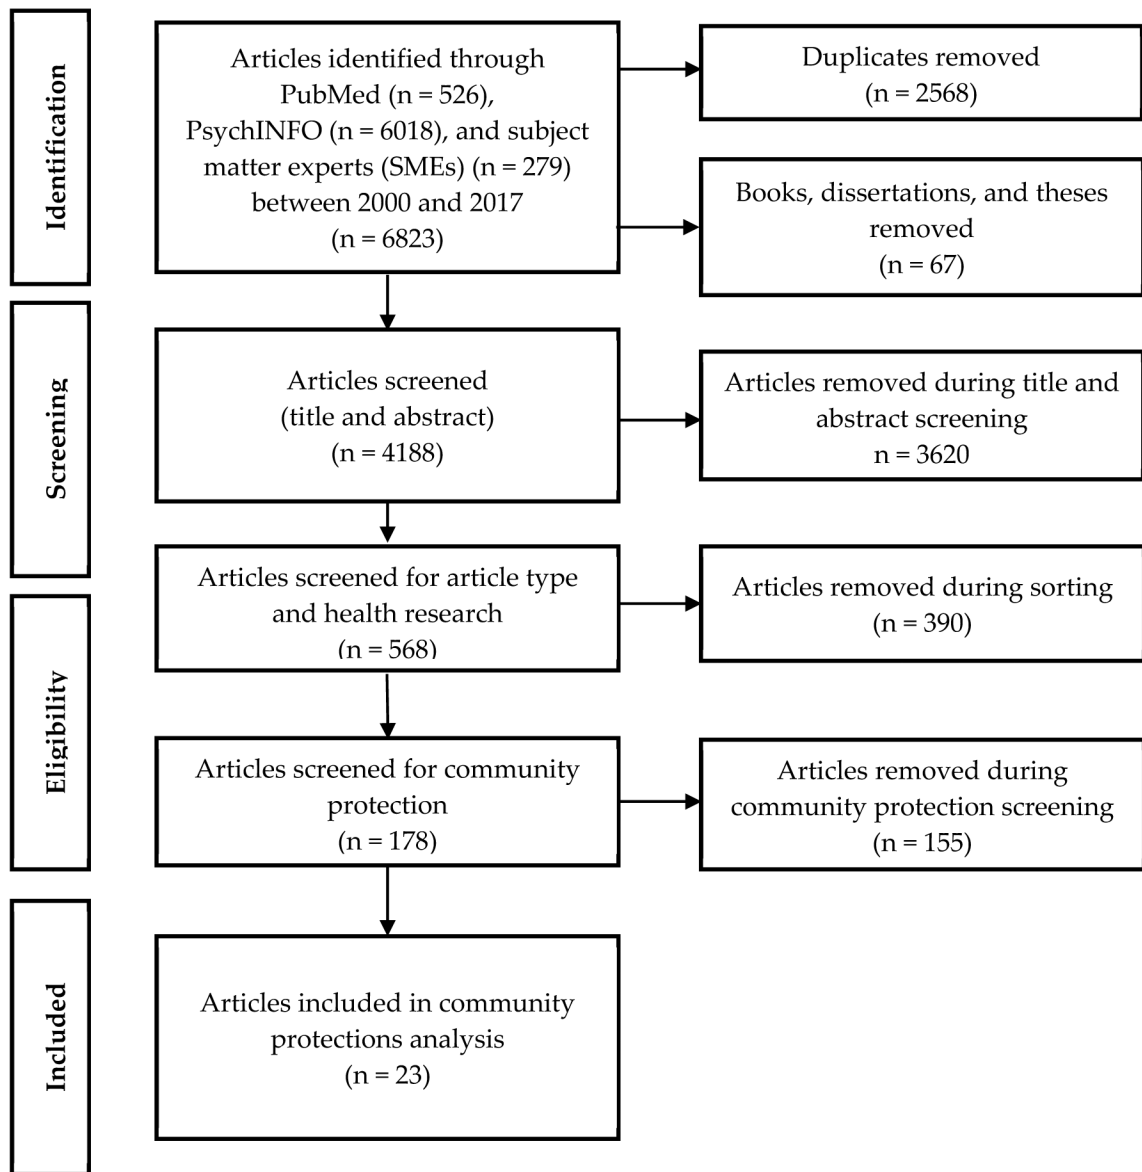 Identification
Articles identified through
PubMed (n = 526),
PsychINFO (n = 6018), and subject
matter experts (SMEs) (n = 279)
between 2000 and 2017
(n = 6823)
Duplicates removed
(n = 2568)
Books, dissertations, and theses
removed
(n = 67)
Screening
Articles screened
(title and abstract)
(n = 4188)
Articles removed during title and
abstract screening
n = 3620
Articles screened for article type
and health research
(n = 568)
Articles removed during sorting
(n = 390)
Eligibility
Articles screened for community
protection
(n = 178)
Articles removed during
community protection screening
(n = 155)
Included
Articles included in community
protections analysis
(n = 23)